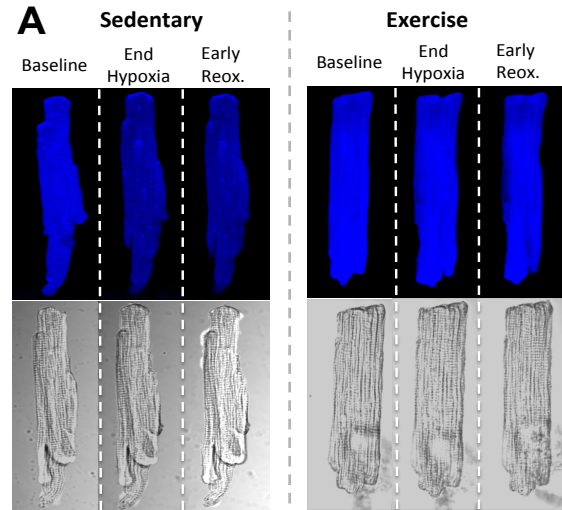 A
Sedentary
Baseline
End
Hypoxia
Early
Reox.
Exercise
Baseline
End
Hypoxia
Early
Reox.